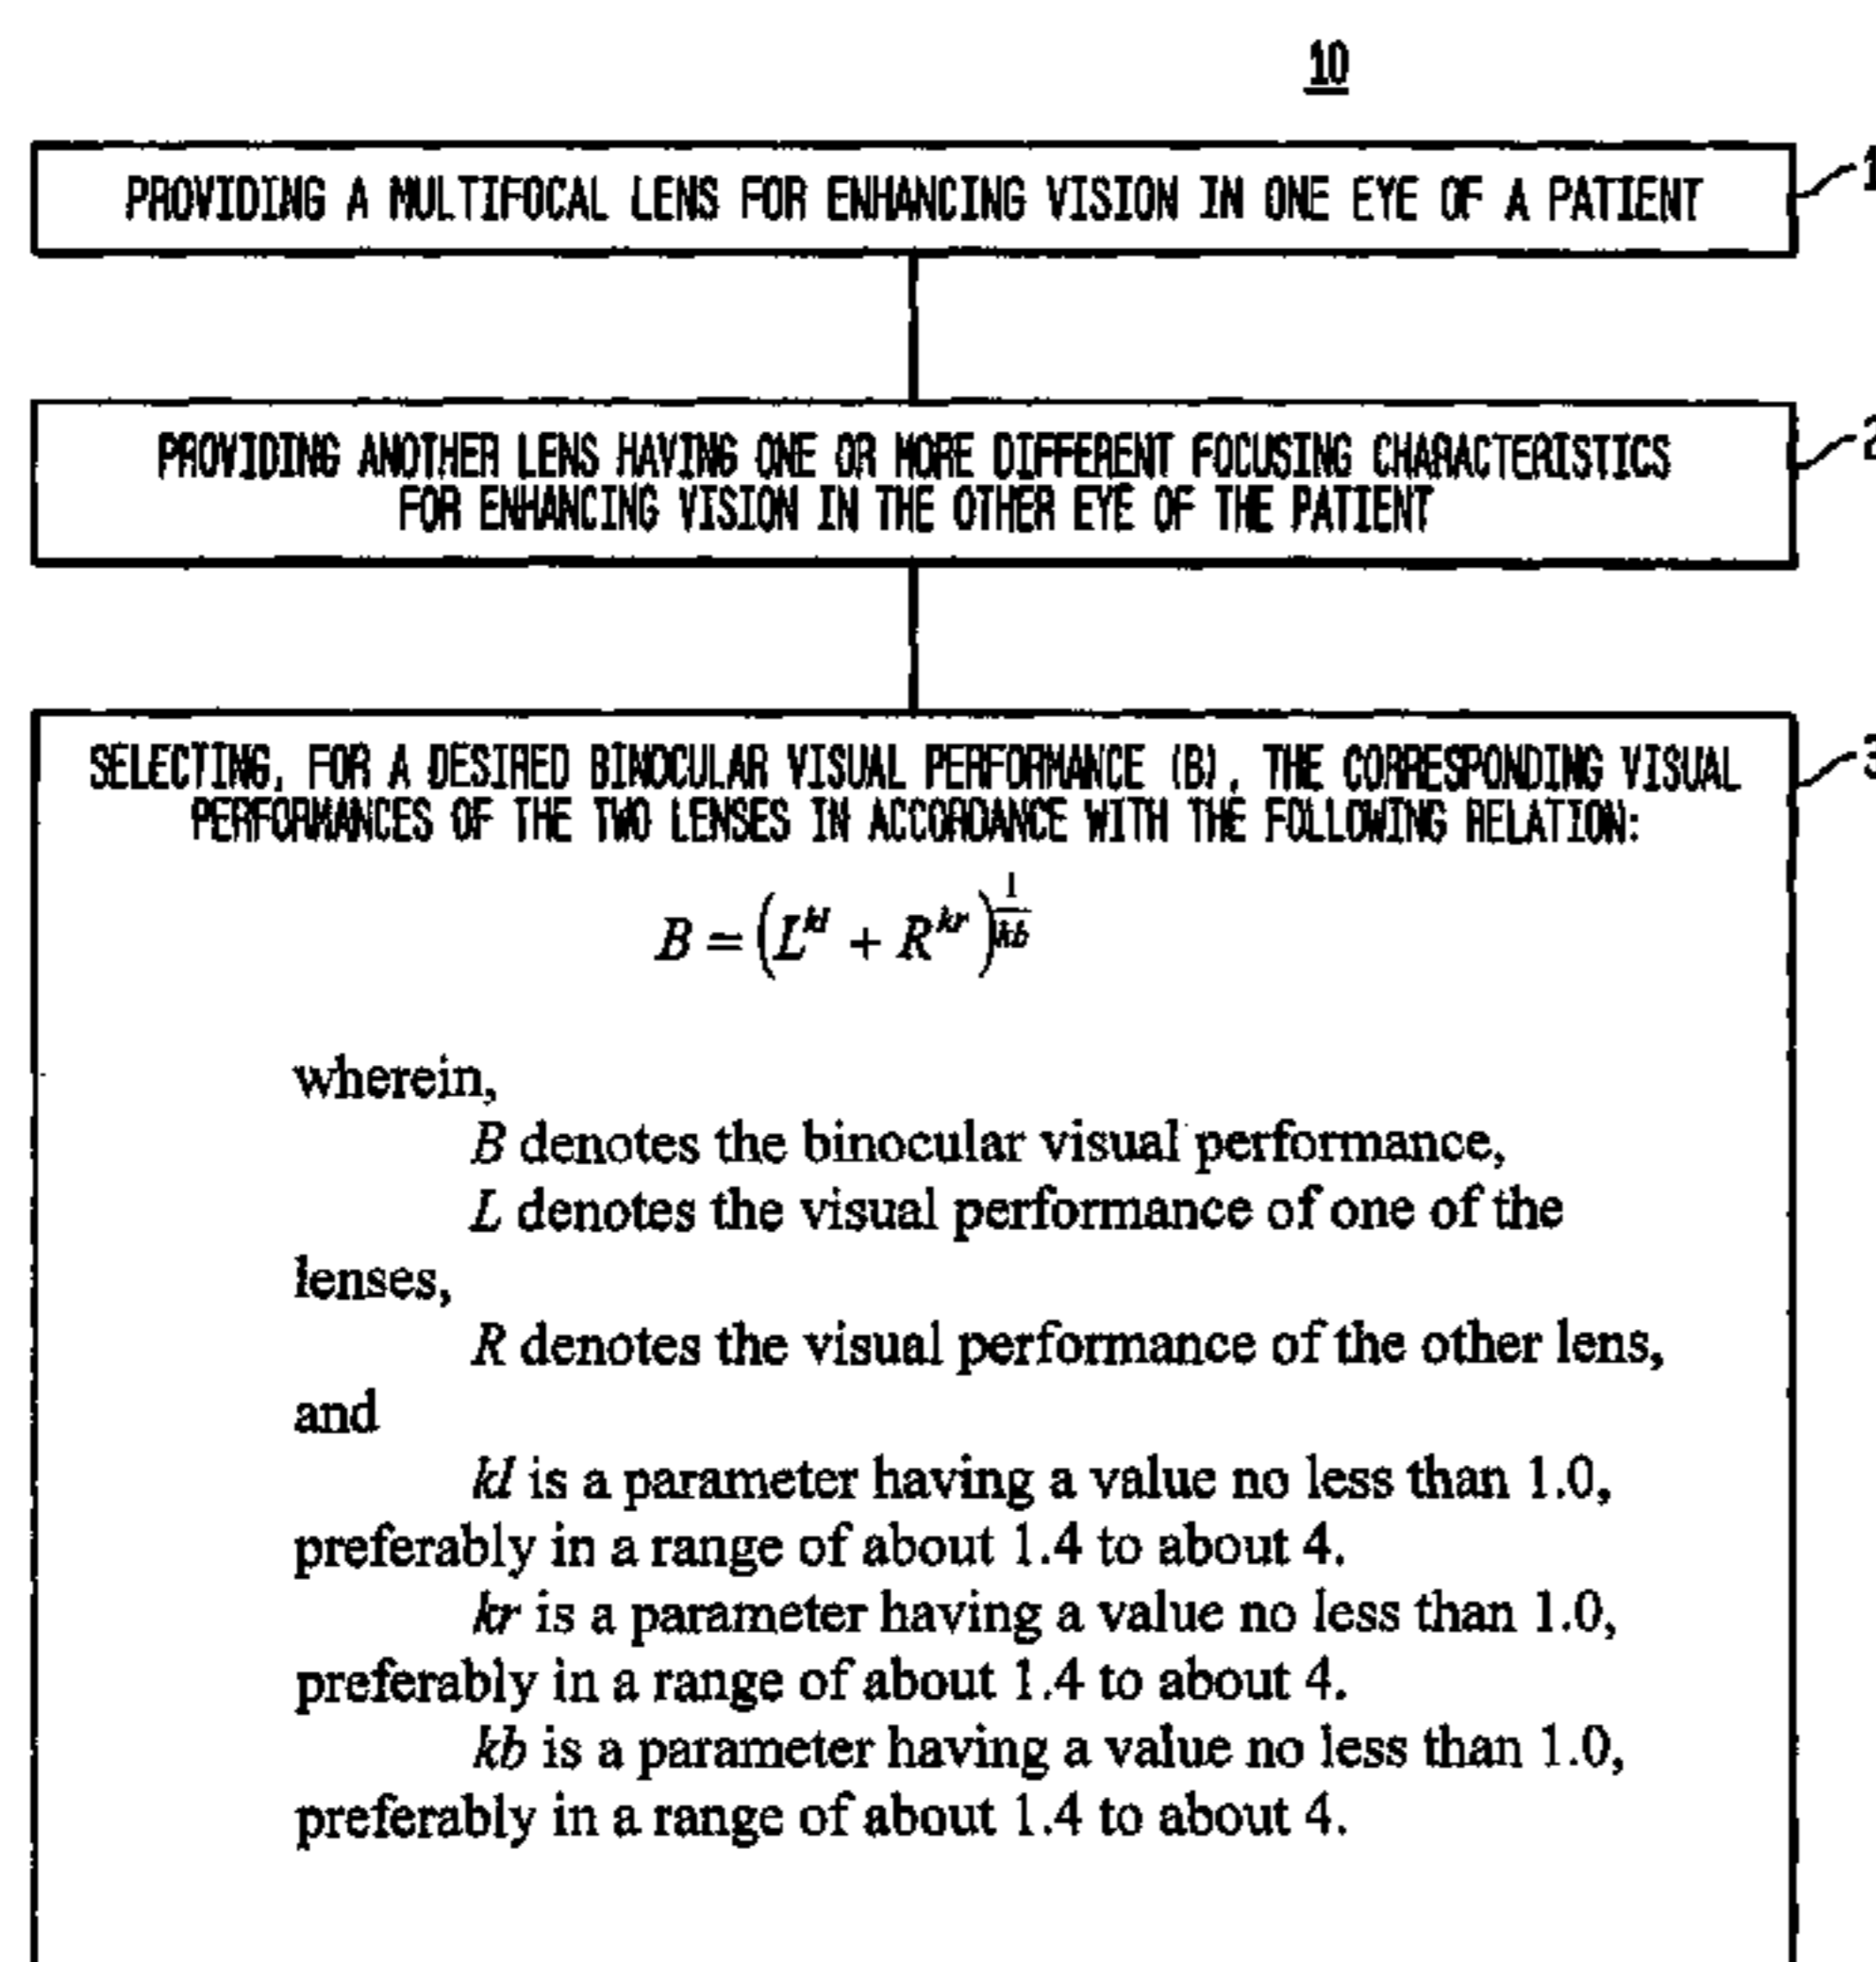 10
PROVIDING A MULTIFOCAL LENS FOR ENHANCING VISION IN ONE EYE OF A PATIENT
1
PROVIDING ANOTHER LENS HAVING ONE OR MORE DIFFERENT FOCUSING CHARACTERISTICS
FOR ENHANCING VISION IN THE OTHER EYE OF THE PATIENT
2
SELECTING, FOR A DESIRED BINOCULAR VISUAL PERFORMANCE (B), THE CORRESPONDING VISUAL
PERFORMANCES OF THE TWO LENSES IN ACCORDANCE WITH THE FOLLOWING RELATION:
3
B = (L^{kl} + R^{kr})^{\frac{1}{kb}}
wherein,
B denotes the binocular visual performance,
L denotes the visual performance of one of the
lenses,
R denotes the visual performance of the other lens,
and
kl is a parameter having a value no less than 1.0,
preferably in a range of about 1.4 to about 4.
kr is a parameter having a value no less than 1.0,
preferably in a range of about 1.4 to about 4.
kb is a parameter having a value no less than 1.0,
preferably in a range of about 1.4 to about 4.